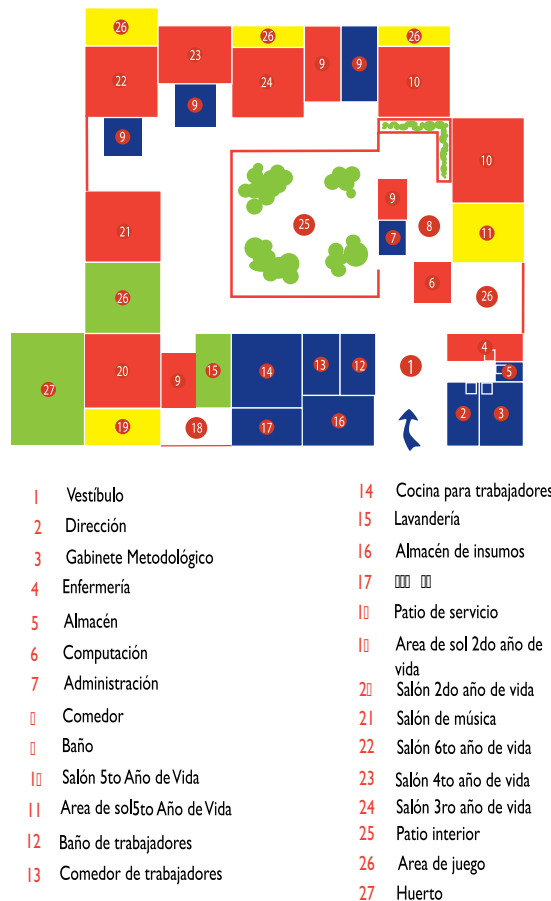 26
26
26
23
22
24
9
9
10
9
9
10
9
25
8
7
11
21
6
26
26
1
4
5
27
20
9
15
14
13
12
2
3
16
19
18
17
1 Vestíbulo
2 Dirección
3 Gabinete Metodológico
4 Enfermería
5 Almacén
6 Computación
7 Administración
Comedor
Baño
1 Salón 5to Año de Vida
11 Area de sol5to Año de Vida
12 Baño de trabajadores
13 Comedor de trabajadores
14 Cocina para trabajadores
15 Lavandería
16 Almacén de insumos
17
1 Patio de servicio
1 Area de sol 2do año de
vida
2 Salón 2do año de vida
21 Salón de música
22 Salón 6to año de vida
23 Salón 4to año de vida
24 Salón 3ro año de vida
25 Patio interior
26 Area de juego
27 Huerto